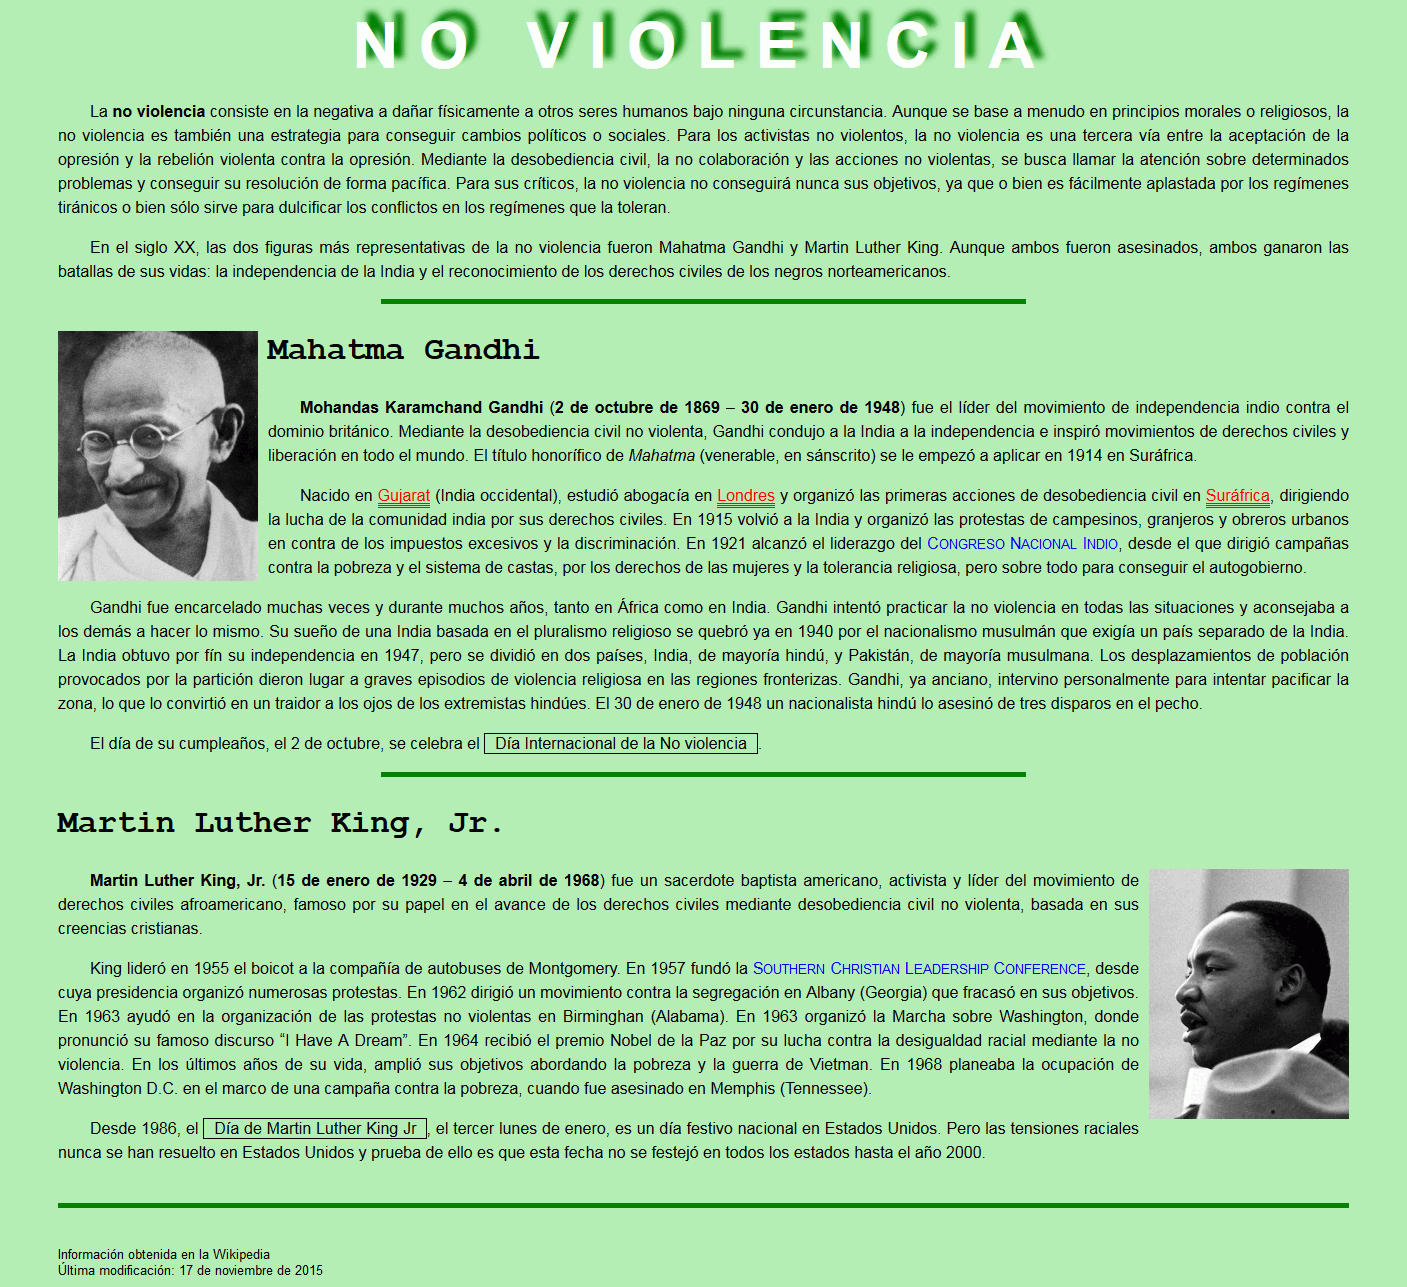 NO VIOLENCIA
La no violencia consiste en la negativa a dañar físicamente a otros seres humanos bajo ninguna circunstancia. Aunque se base a menudo en principios morales o religiosos, la
no violencia es también una estrategia para conseguir cambios políticos o sociales. Para los activistas no violentos, la no violencia es una tercera vía entre la aceptación de la
opresión y la rebelión violenta contra la opresión. Mediante la desobediencia civil, la no colaboración y las acciones no violentas, se busca llamar la atención sobre determinados
problemas y conseguir su resolución de forma pacífica. Para sus críticos, la no violencia no conseguirá nunca sus objetivos, ya que o bien es fácilmente aplastada por los regímenes
tiránicos o bien sólo sirve para dulcificar los conflictos en los regímenes que la toleran.
En el siglo XX, las dos figuras más representativas de la no violencia fueron Mahatma Gandhi y Martin Luther King. Aunque ambos fueron asesinados, ambos ganaron las
batallas de sus vidas: la independencia de la India y el reconocimiento de los derechos civiles de los negros norteamericanos.
Mahatma Gandhi
Mohandas Karamchand Gandhi (2 de octubre de 1869 – 30 de enero de 1948) fue el líder del movimiento de independencia indio contra el
dominio británico. Mediante la desobediencia civil no violenta, Gandhi condujo a la India a la independencia e inspiró movimientos de derechos civiles y
liberación en todo el mundo. El título honorífico de Mahatma (venerable, en sánscrito) se le empezó a aplicar en 1914 en Suráfrica.
Nacido en Gujarat (India occidental), estudió abogacía en Londres y organizó las primeras acciones de desobediencia civil en Suráfrica, dirigiendo
la lucha de la comunidad india por sus derechos civiles. En 1915 volvió a la India y organizó las protestas de campesinos, granjeros y obreros urbanos
en contra de los impuestos excesivos y la discriminación. En 1921 alcanzó el liderazgo del Congreso Nacional Indio, desde el que dirigió campañas
contra la pobreza y el sistema de castas, por los derechos de las mujeres y la tolerancia religiosa, pero sobre todo para conseguir el autogobierno.
Gandhi fue encarcelado muchas veces y durante muchos años, tanto en África como en India. Gandhi intentó practicar la no violencia en todas las situaciones y aconsejaba a
los demás a hacer lo mismo. Su sueño de una India basada en el pluralismo religioso se quebró ya en 1940 por el nacionalismo musulmán que exigía un país separado de la India.
La India obtuvo por fín su independencia en 1947, pero se dividió en dos países, India, de mayoría hindú, y Pakistán, de mayoría musulmana. Los desplazamientos de población
provocados por la partición dieron lugar a graves episodios de violencia religiosa en las regiones fronterizas. Gandhi, ya anciano, intervino personalmente para intentar pacificar la
zona, lo que lo convirtió en un traidor a los ojos de los extremistas hindúes. El 30 de enero de 1948 un nacionalista hindú lo asesinó de tres disparos en el pecho.
El día de su cumpleaños, el 2 de octubre, se celebra el Día Internacional de la No violencia.
Martin Luther King, Jr.
Martin Luther King, Jr. (15 de enero de 1929 – 4 de abril de 1968) fue un sacerdote baptista americano, activista y líder del movimiento de
derechos civiles afroamericano, famoso por su papel en el avance de los derechos civiles mediante desobediencia civil no violenta, basada en sus
creencias cristianas.
King lideró en 1955 el boicot a la compañía de autobuses de Montgomery. En 1957 fundó la Southern Christian Leadership Conference, desde
cuya presidencia organizó numerosas protestas. En 1962 dirigió un movimiento contra la segregación en Albany (Georgia) que fracasó en sus objetivos.
En 1963 ayudó en la organización de las protestas no violentas en Birminghan (Alabama). En 1963 organizó la Marcha sobre Washington, donde
pronunció su famoso discurso “I Have A Dream”. En 1964 recibió el premio Nobel de la Paz por su lucha contra la desigualdad racial mediante la no
violencia. En los últimos años de su vida, amplió sus objetivos abordando la pobreza y la guerra de Vietman. En 1968 planeaba la ocupación de
Washington D.C. en el marco de una campaña contra la pobreza, cuando fue asesinado en Memphis (Tennessee).
Desde 1986, el Día de Martin Luther King Jr, el tercer lunes de enero, es un día festivo nacional en Estados Unidos. Pero las tensiones raciales
nunca se han resuelto en Estados Unidos y prueba de ello es que esta fecha no se festejó en todos los estados hasta el año 2000.
Información obtenida en la Wikipedia
Última modificación: 17 de noviembre de 2015